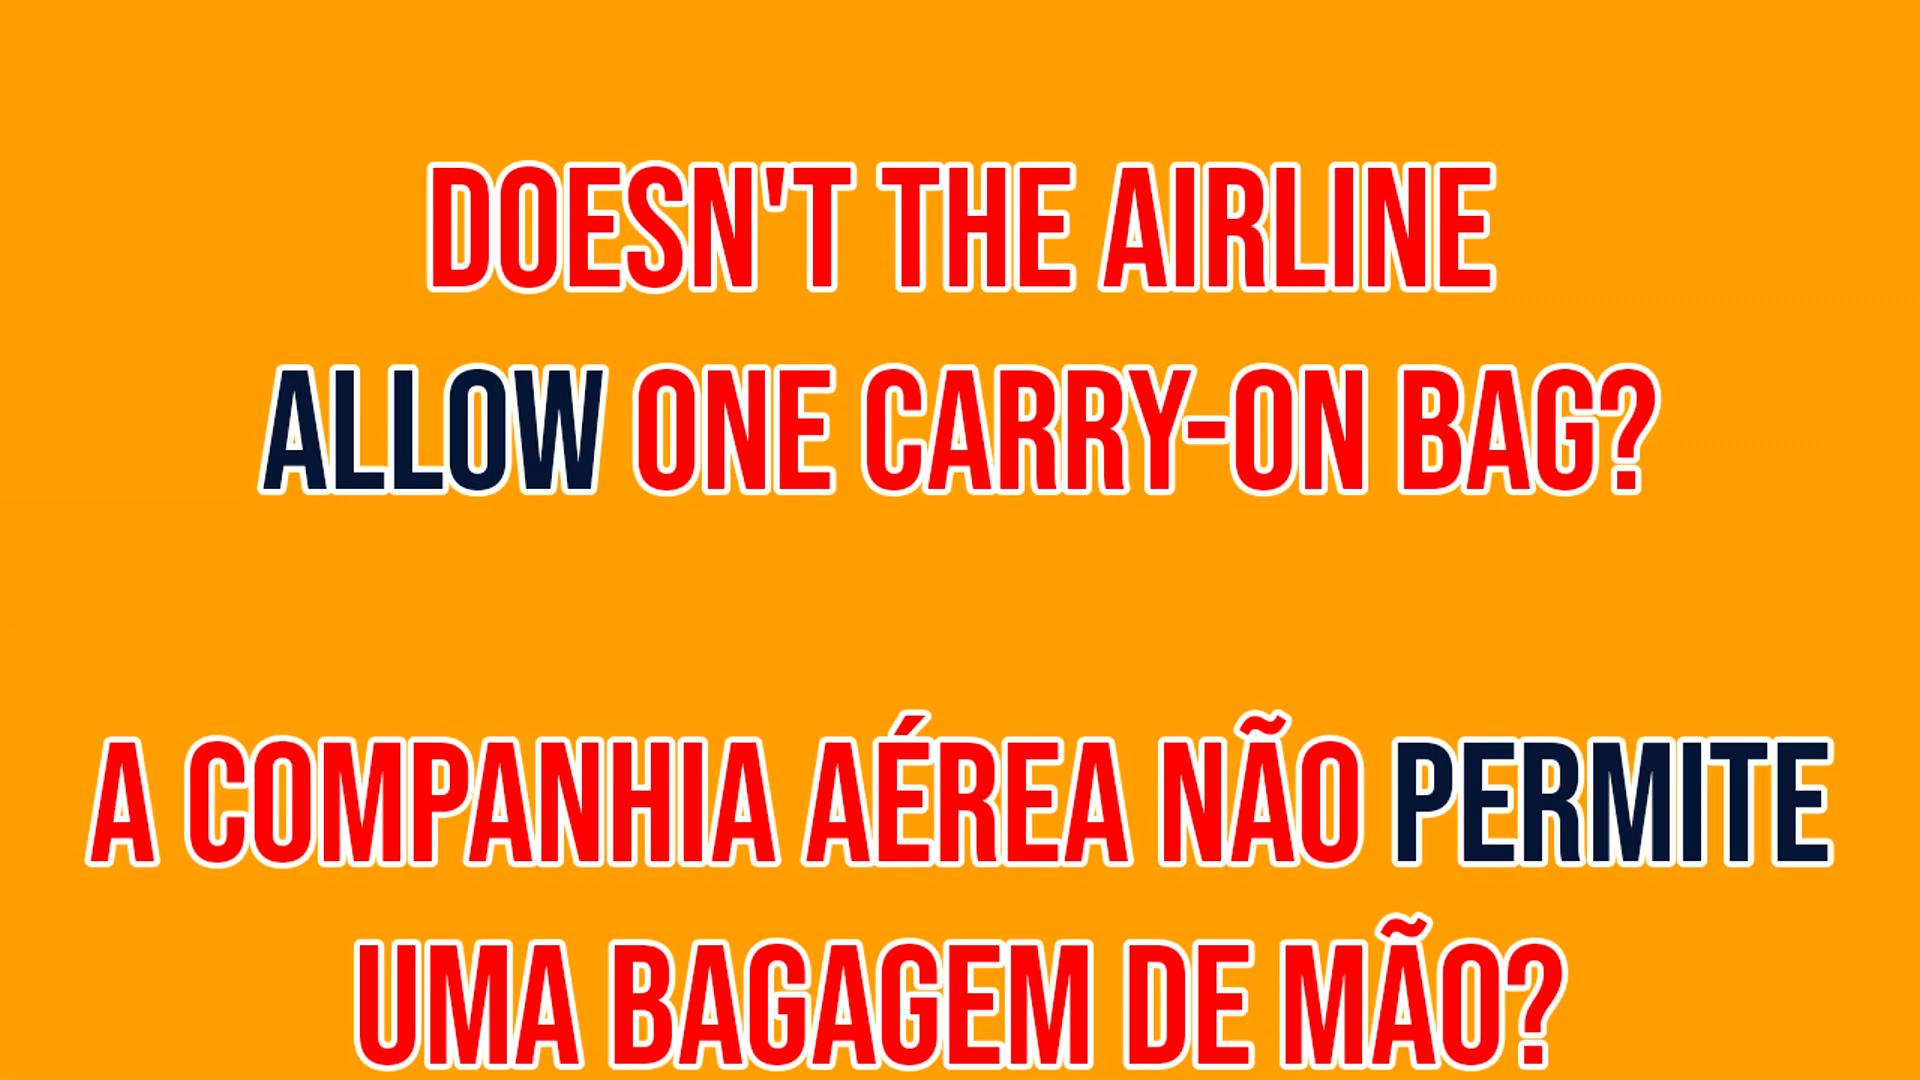 DOESN'T THE AIRLINE
ALLOW ONE CARRY-ON BAG?
A COMPANHIA AÉREA NÃO PERMITE
UMA BAGAGEM DE MÃO?